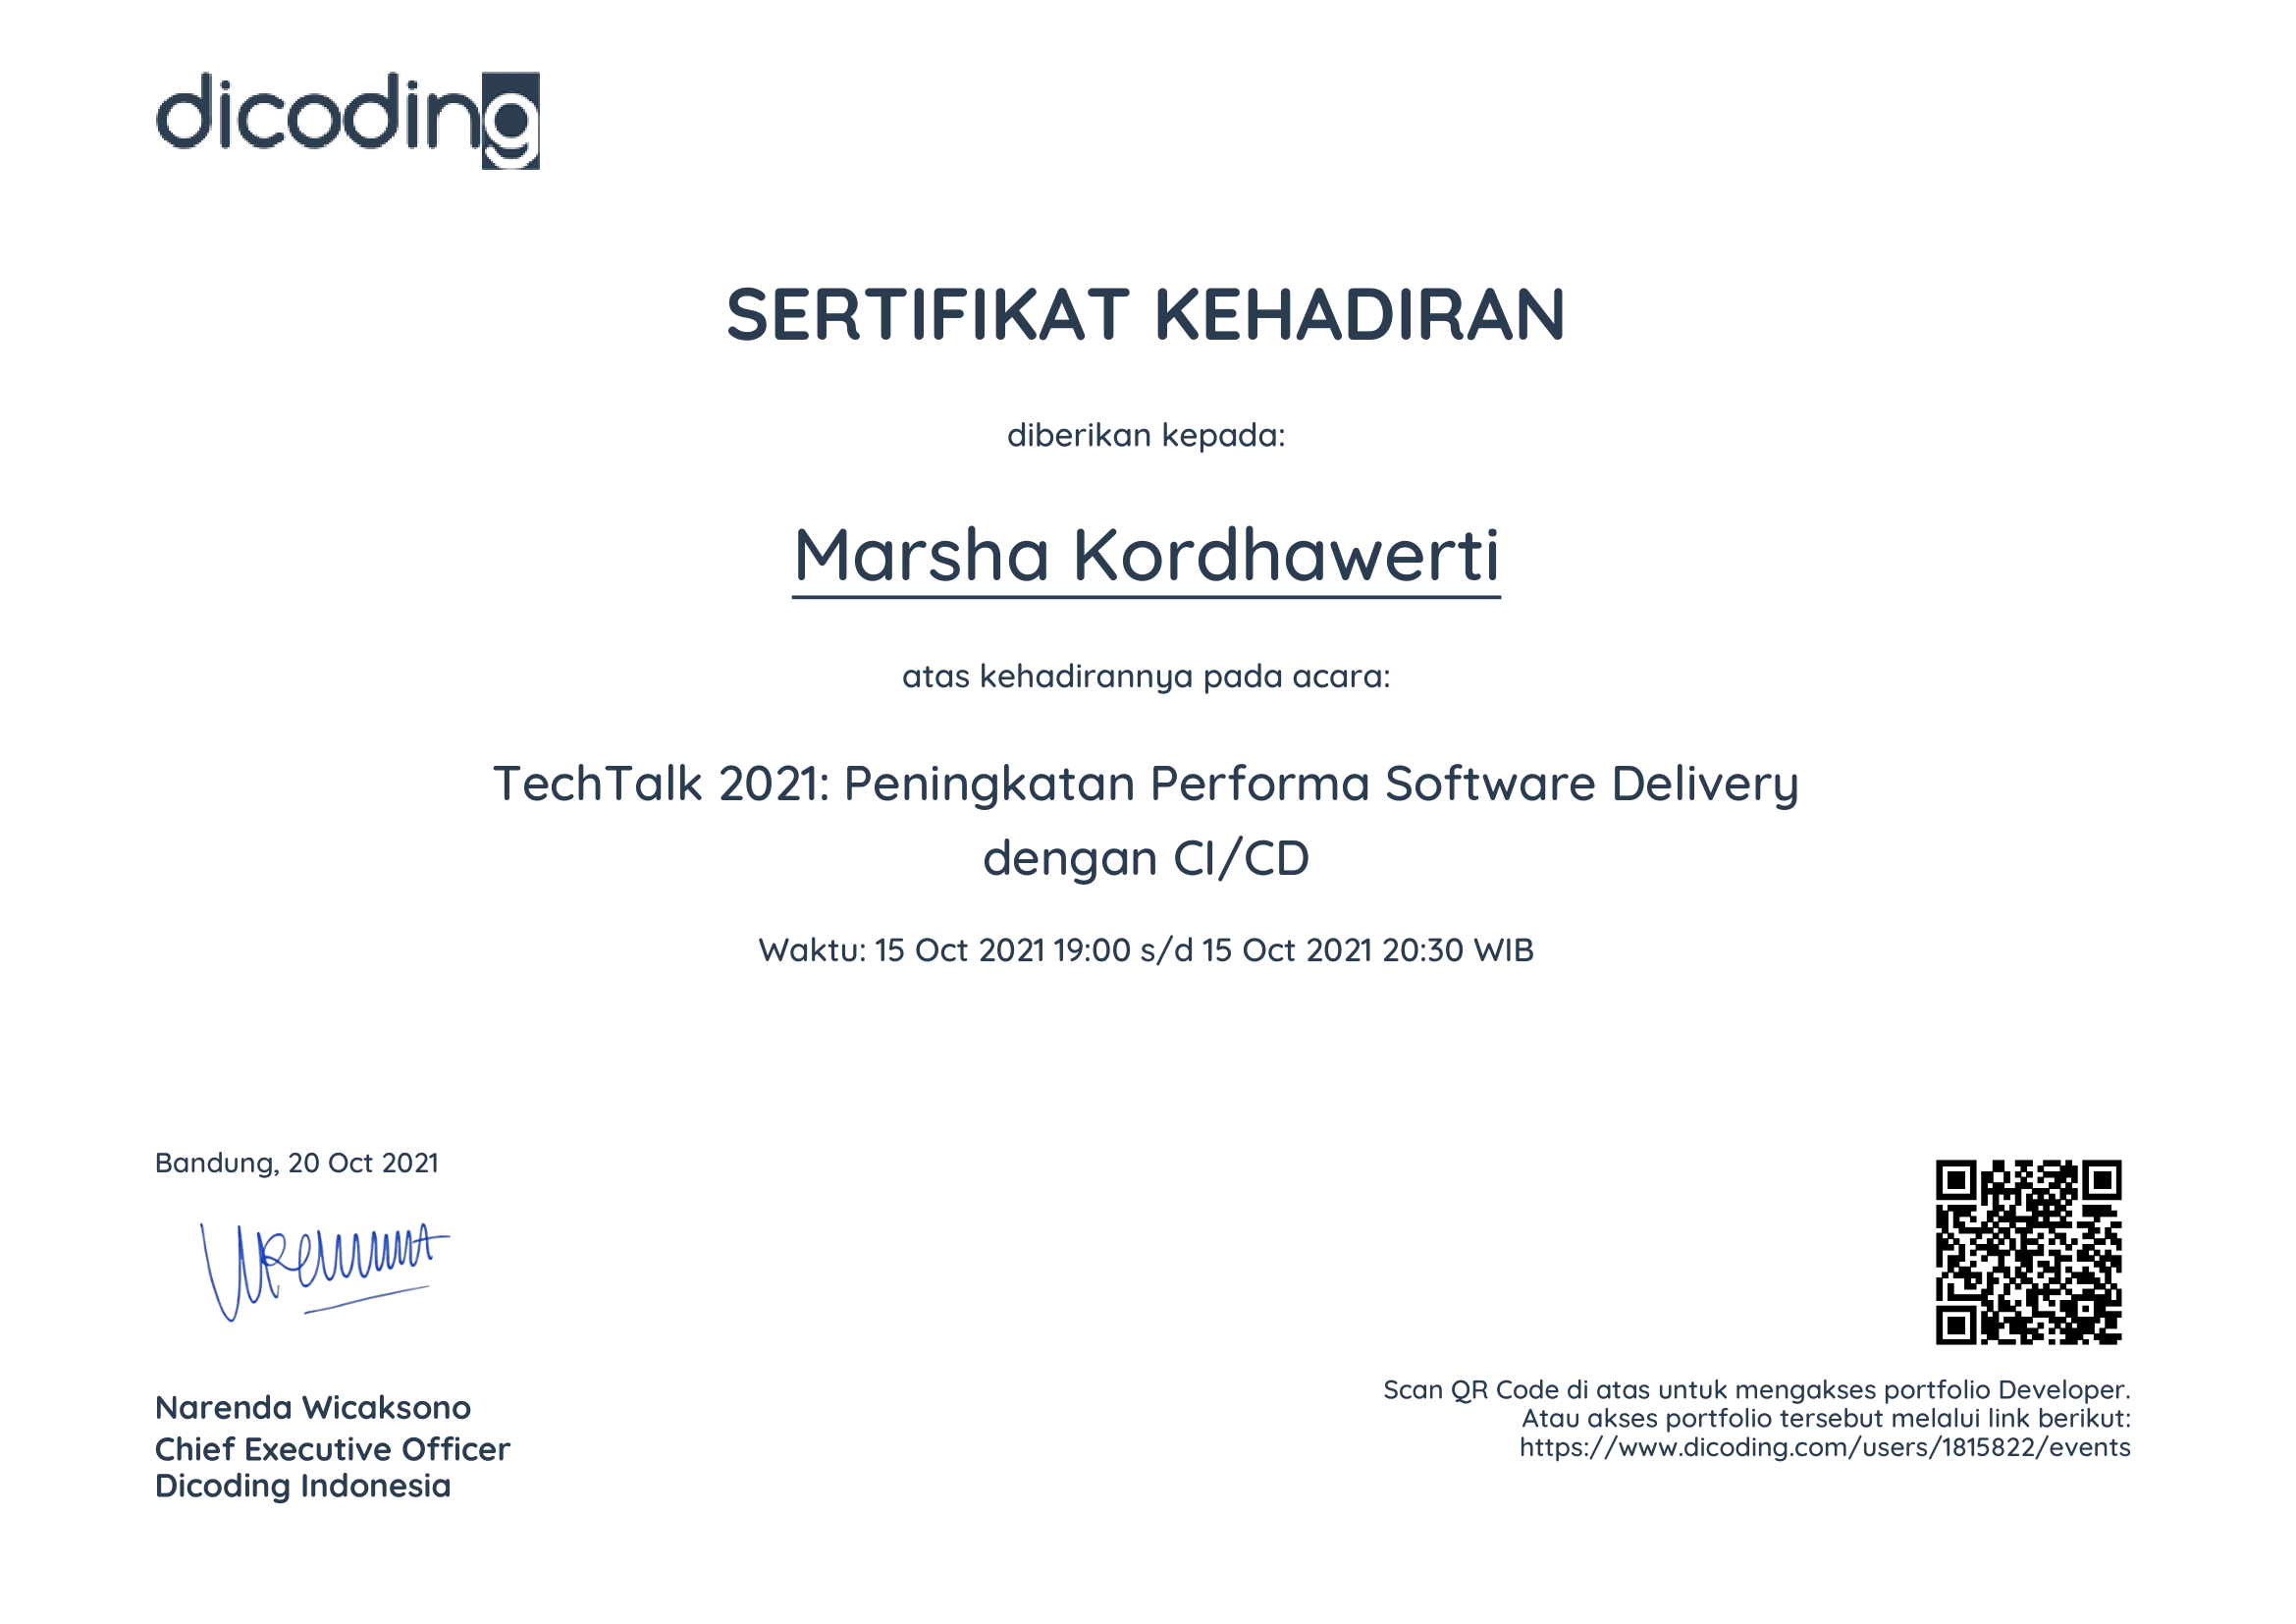 dicoding
SERTIFIKAT KEHADIRAN
diberikan kepada:
Marsha Kordhawerti
atas kehadirannya pada acara:
TechTalk 2021: Peningkatan Performa Software Delivery
dengan CI/CD
Waktu: 15 Oct 2021 19:00 s/d 15 Oct 2021 20:30 WIB
Bandung, 20 Oct 2021
Narenda Wicaksono
Chief Executive Officer
Dicoding Indonesia
Scan QR Code di atas untuk mengakses portfolio Developer.
Atau akses portfolio tersebut melalui link berikut:
https://www.dicoding.com/users/1815822/events